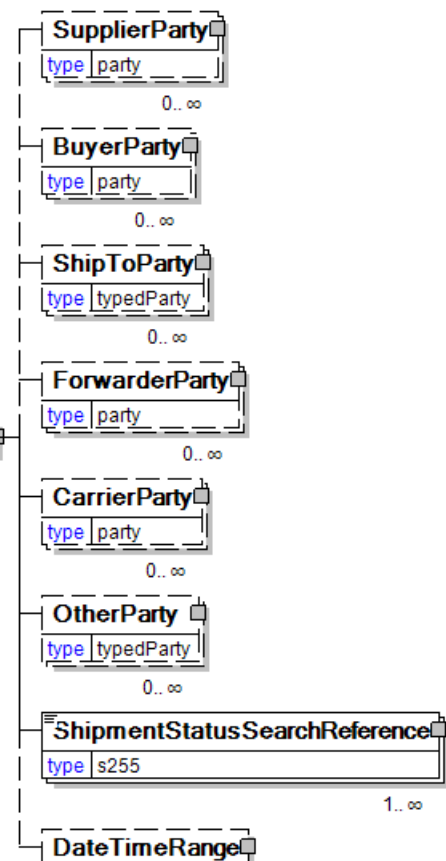 SupplierParty
type party
0.. ∞
BuyerParty
type party
0.. ∞
ShipToParty
type typedParty
0.. ∞
ForwarderParty
type party
0.. ∞
CarrierParty
type party
0.. ∞
OtherParty
type typedParty
0.. ∞
ShipmentStatusSearchReference
type s255
1.. ∞
DateTimeRange